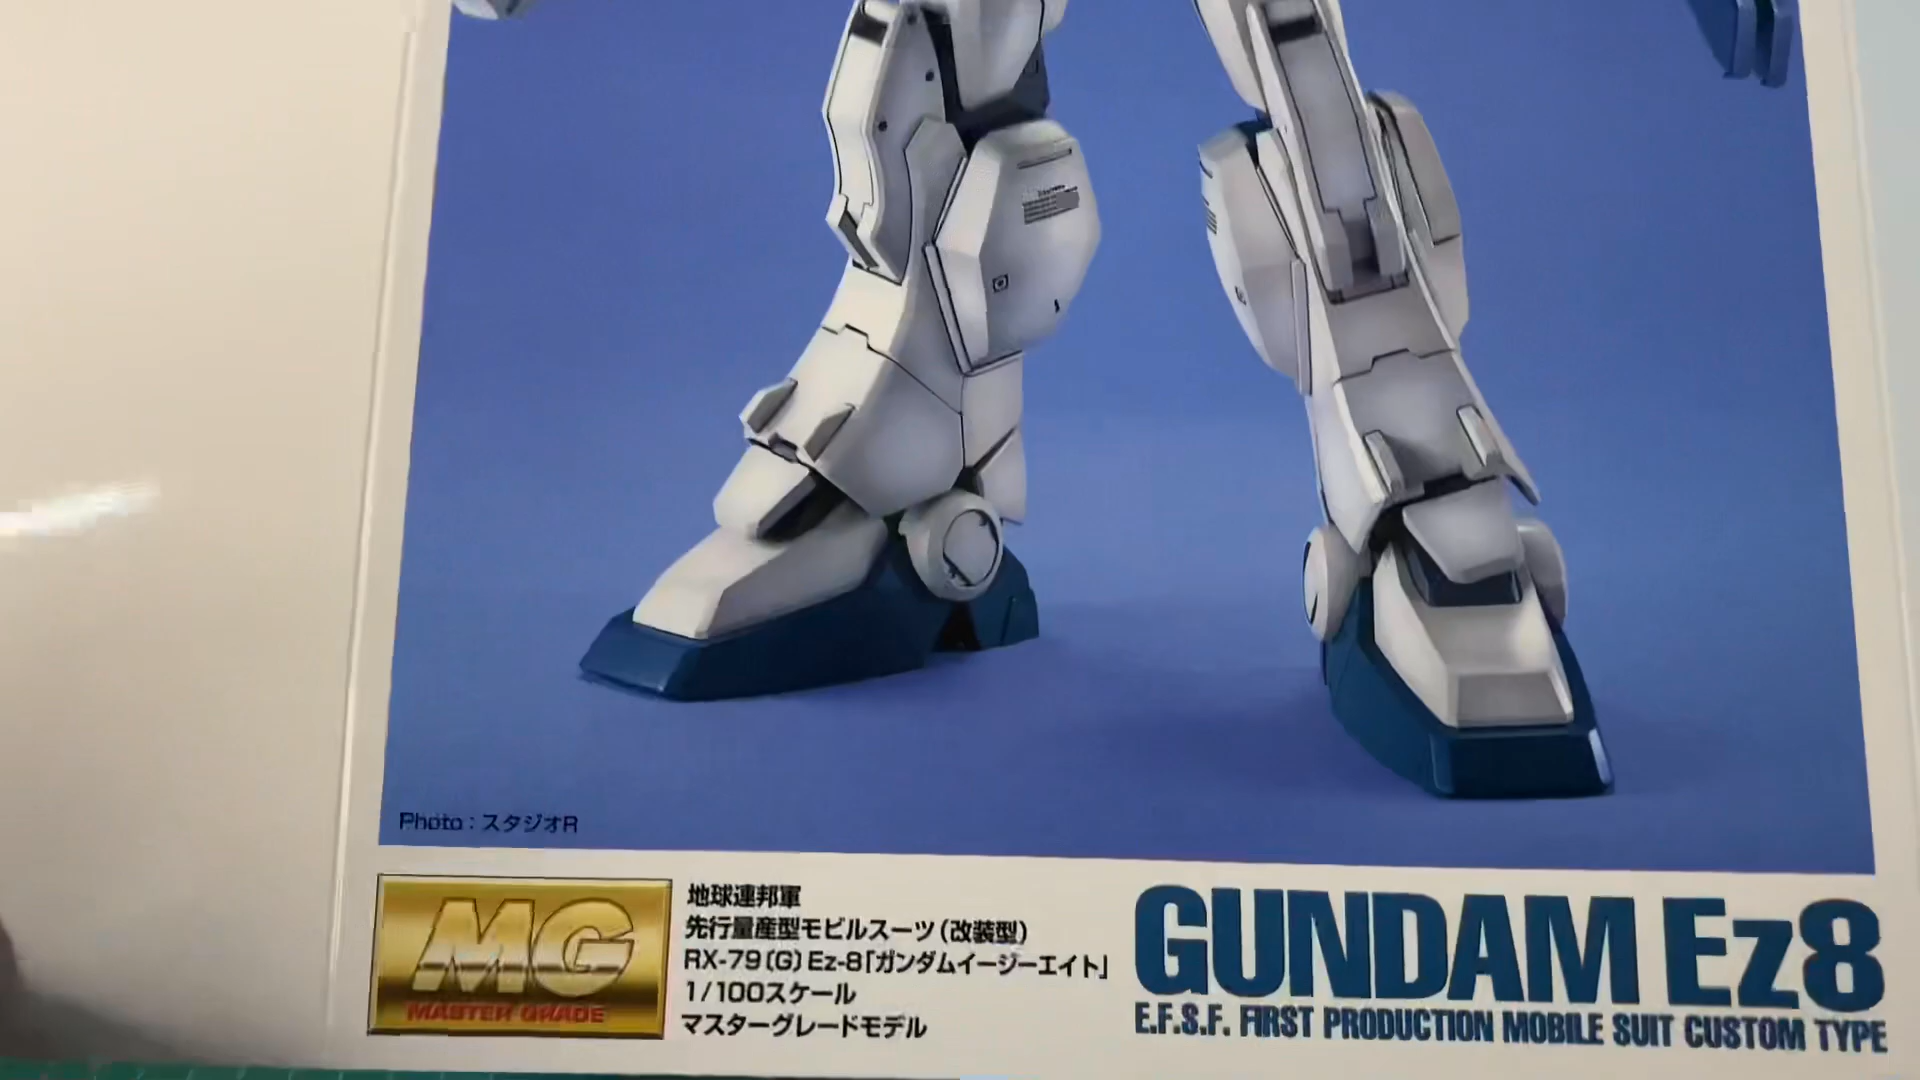 Photo：スタジオR
MG
MASTER GRADE
地球連邦軍
先行量産型モビルスーツ（改装型）
RX-79（G）Ez-8「ガンダムイージーエイト」
1/100スケール
マスターグレードモデル
GUNDAM Ez8
E.F.S.F. FIRST PRODUCTION MOBILE SUIT CUSTOM TYPE